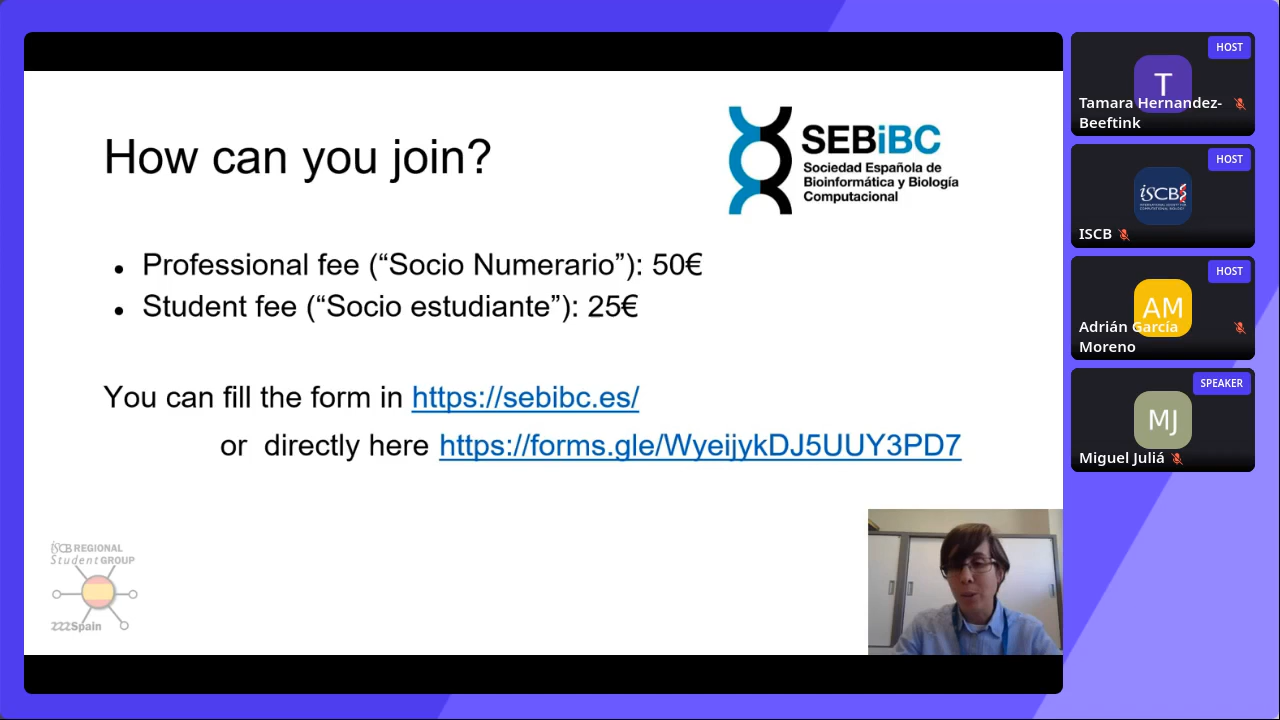 How can you join?
SEBiBC
Sociedad Española de
Bioinformática y Biología
Computacional
• Professional fee (“Socio Numerario”): 50€
• Student fee (“Socio estudiante”): 25€
You can fill the form in https://sebibc.es/
or directly here https://forms.gle/WyeijykDJ5UUY3PD7
iSCB REGIONAL
Student GROUP
Spain
HOST
T
Tamara Hernandez-
Beeftink
HOST
iSCB
ISCB
HOST
AM
Adrián García
Moreno
SPEAKER
MJ
Miguel Juliá